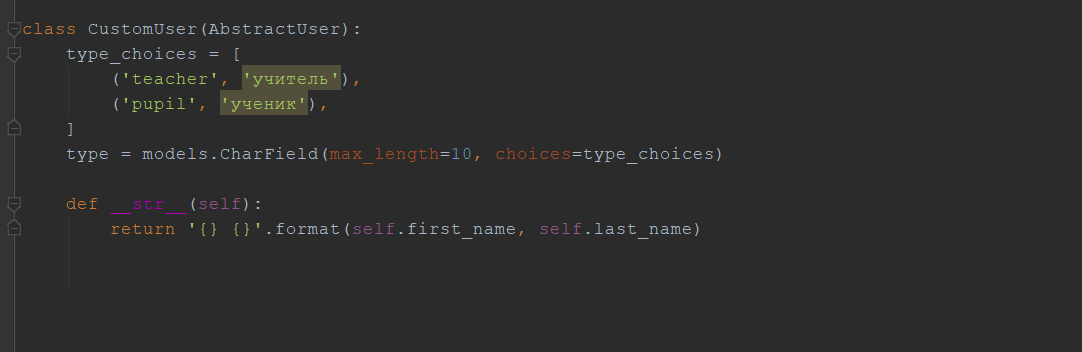 class CustomUser(AbstractUser):
    type_choices = [
        ('teacher', 'учитель'),
        ('pupil', 'ученик'),
    ]
    type = models.CharField(max_length=10, choices=type_choices)

    def __str__(self):
        return '{} {}'.format(self.first_name, self.last_name)